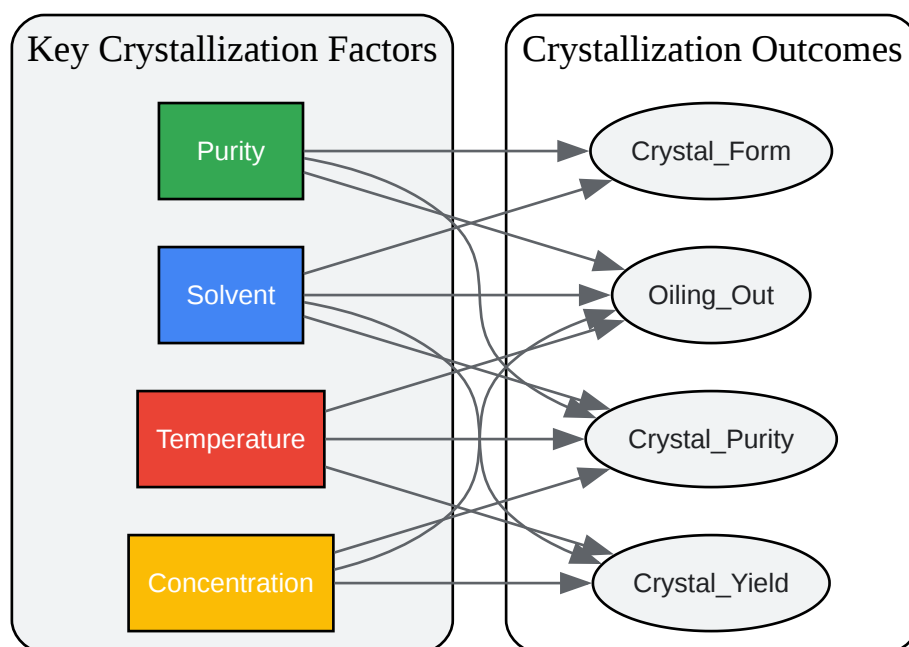 Key Crystallization Factors
Purity
Solvent
Temperature
Concentration
Crystallization Outcomes
Crystal_Form
Oiling_Out
Crystal_Purity
Crystal_Yield